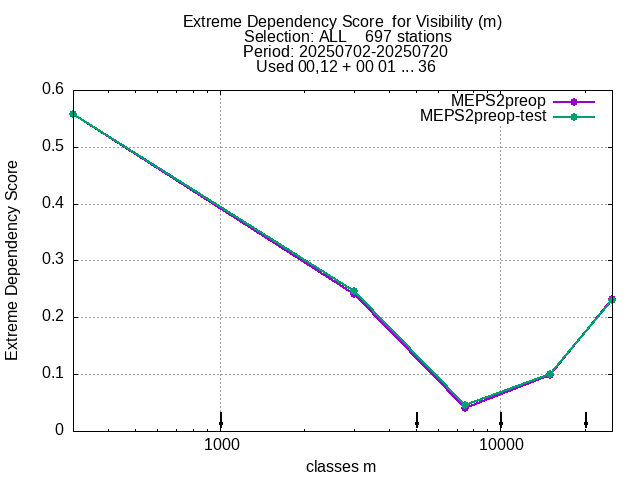 Extreme Dependency Score  for Visibility (m)
Selection: ALL    697 stations
Period: 20250702-20250720
Used 00,12 + 00 01 ... 36
MEPS2preop
MEPS2preop-test
0.6
0.5
0.4
0.3
0.2
0.1
0
Extreme Dependency Score
1000
10000
classes m